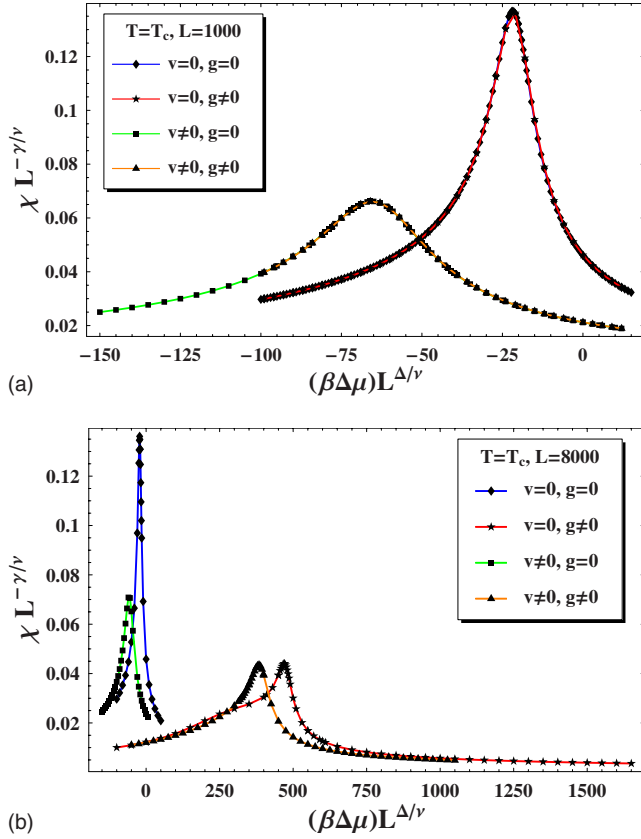 0.12
0.1
0.08
0.06
0.04
0.02
χ L^{-γ/ν}
T=T_c, L=1000
v=0, g=0
v=0, g≠0
v≠0, g=0
v≠0, g≠0
−150 −125 −100 −75 −50 −25 0
(a)
(βΔμ)L^{Δ/ν}
0.12
0.1
0.08
0.06
0.04
0.02
χ L^{-γ/ν}
T=T_c, L=8000
v=0, g=0
v=0, g≠0
v≠0, g=0
v≠0, g≠0
0 250 500 750 1000 1250 1500
(b)
(βΔμ)L^{Δ/ν}